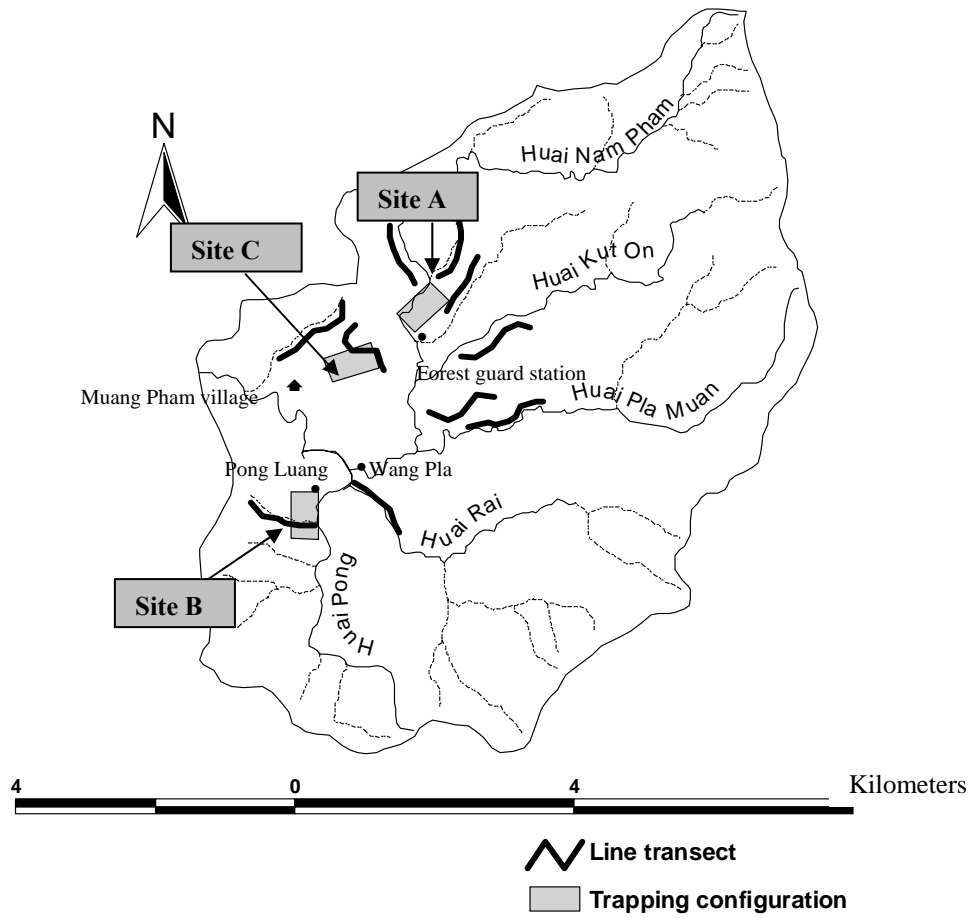 Huai Nam Pham
N
Site A
Site C
Huai Kut On
Forest guard station
Muang Pham village
Huai Pla Muan
Pong Luang
Wang Pla
Huai Rai
Huai Pong
Site B
4 0 4 Kilometers
Line transect
Trapping configuration